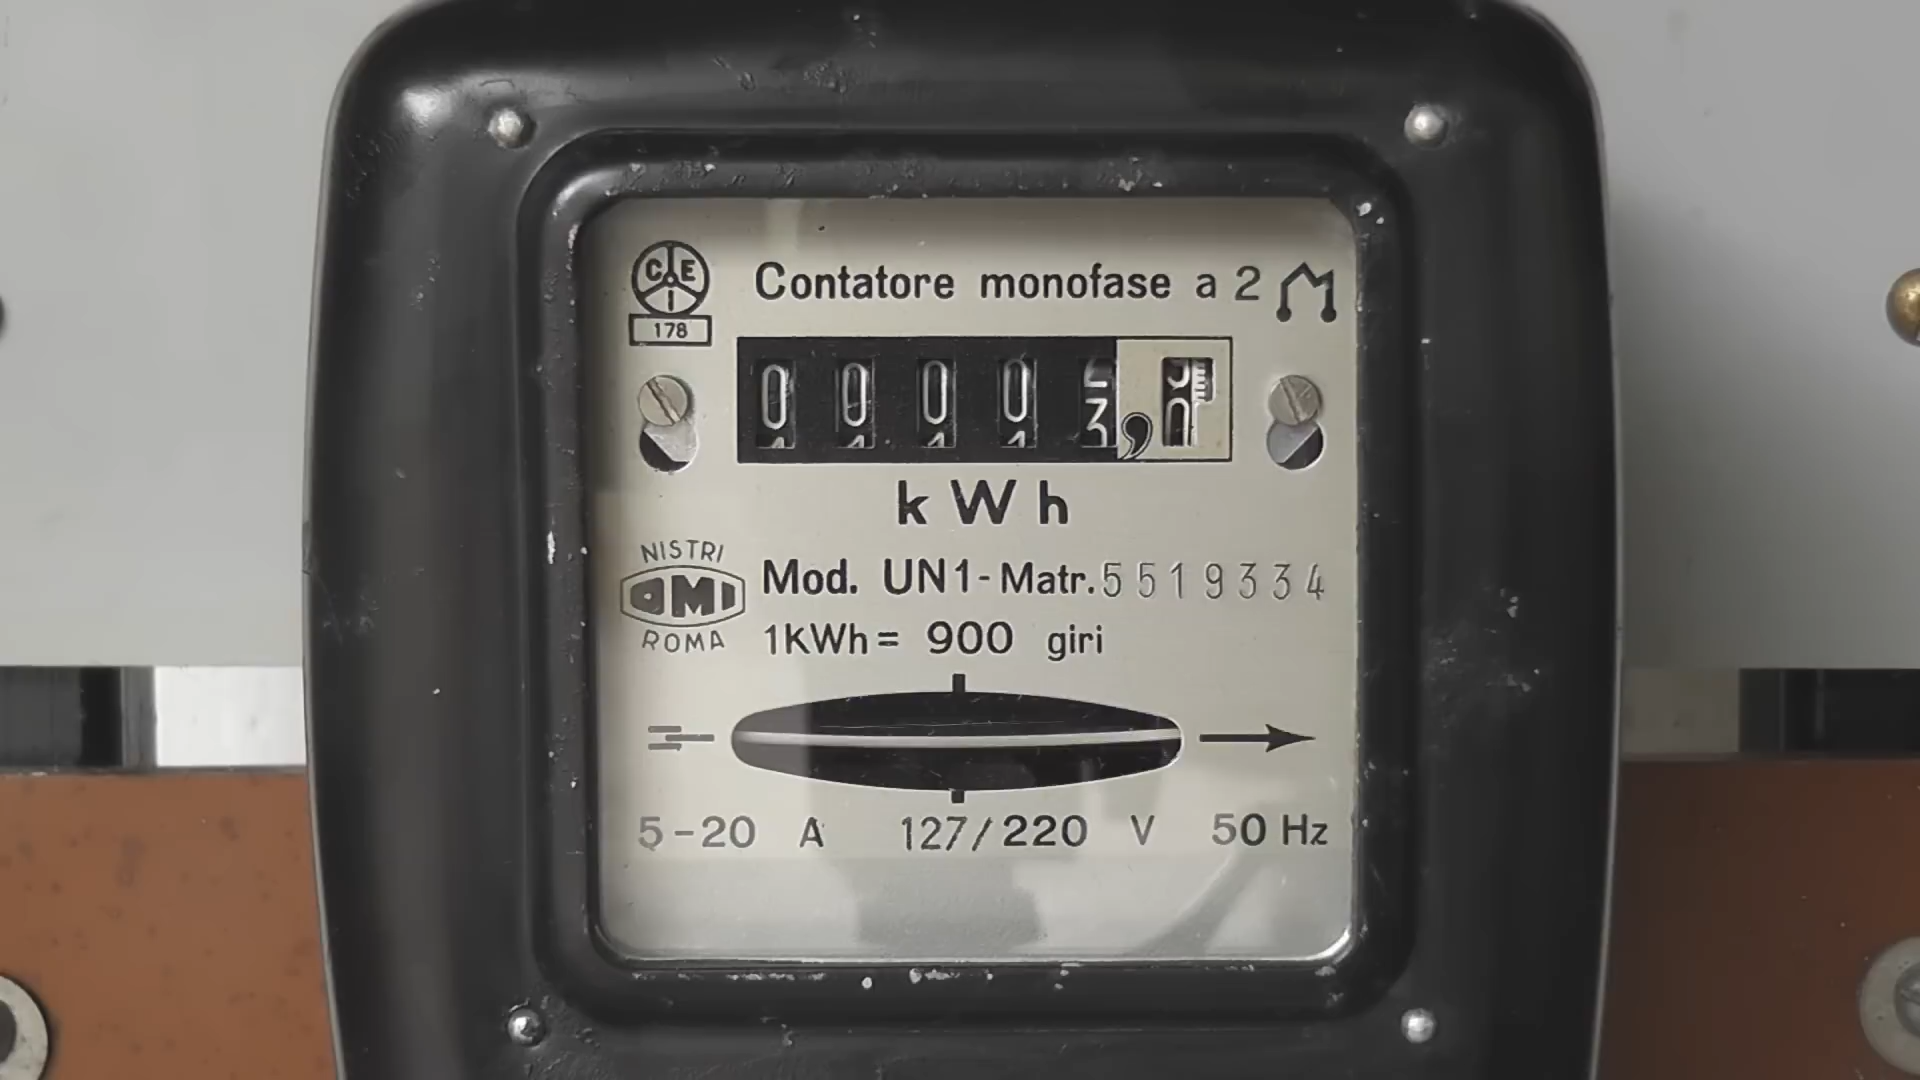 C E I
178
Contatore monofase a 2
0 0 0 0 3 , 0
k W h
NISTRI
OMI
ROMA
Mod. UN1 - Matr. 5519334
1KWh = 900 giri
5-20 A 127/220 V 50 Hz